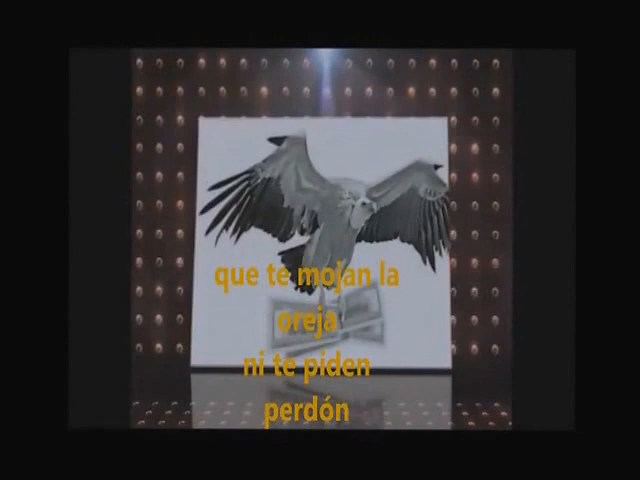 que te mojan la
oreja
ni te piden
perdón